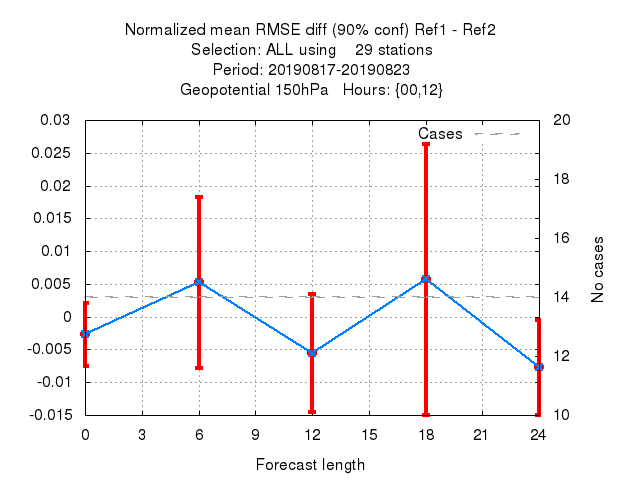 Normalized mean RMSE diff (90% conf) Ref1 - Ref2
Selection: ALL using 29 stations
Period: 20190817-20190823
Geopotential 150hPa Hours: {00,12}
Cases
0.03
0.025
0.02
0.015
0.01
0.005
0
-0.005
-0.01
-0.015
20
18
16
14
12
10
No cases
0 3 6 9 12 15 18 21 24
Forecast length